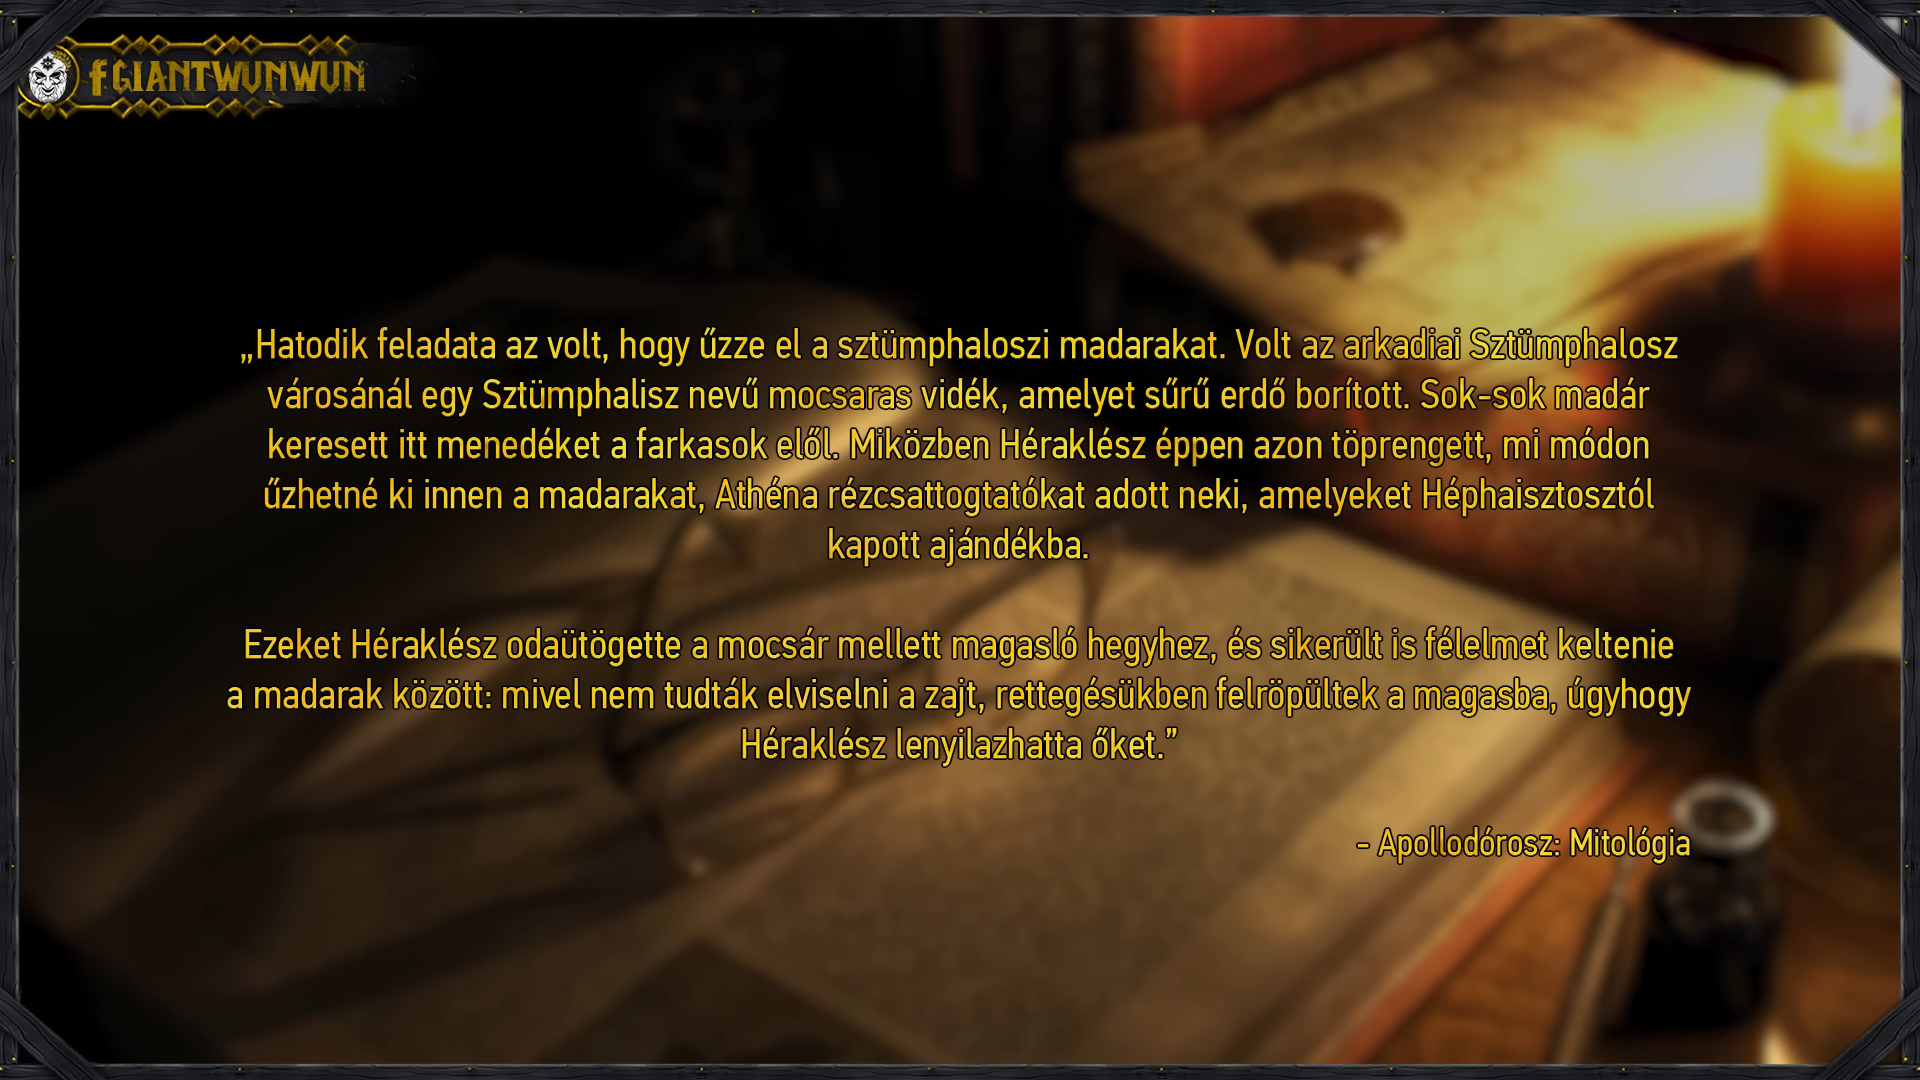 FGIANTWUNWUN
„Hatodik feladata az volt, hogy űzze el a sztümphaloszi madarakat. Volt az arkadiai Sztümphalosz
városánál egy Sztümphalisz nevű mocsaras vidék, amelyet sűrű erdő borított. Sok-sok madár
keresett itt menedéket a farkasok elől. Miközben Héraklész éppen azon töprengett, mi módon
űzhetné ki innen a madarakat, Athéna rézcsattogtatókat adott neki, amelyeket Héphaisztosztól
kapott ajándékba.
Ezeket Héraklész odaütögette a mocsár mellett magasló hegyhez, és sikerült is félelmet keltenie
a madarak között: mivel nem tudták elviselni a zajt, rettegésükben felröpültek a magasba, úgyhogy
Héraklész lenyilazhatta őket.”
- Apollodórosz: Mitológia